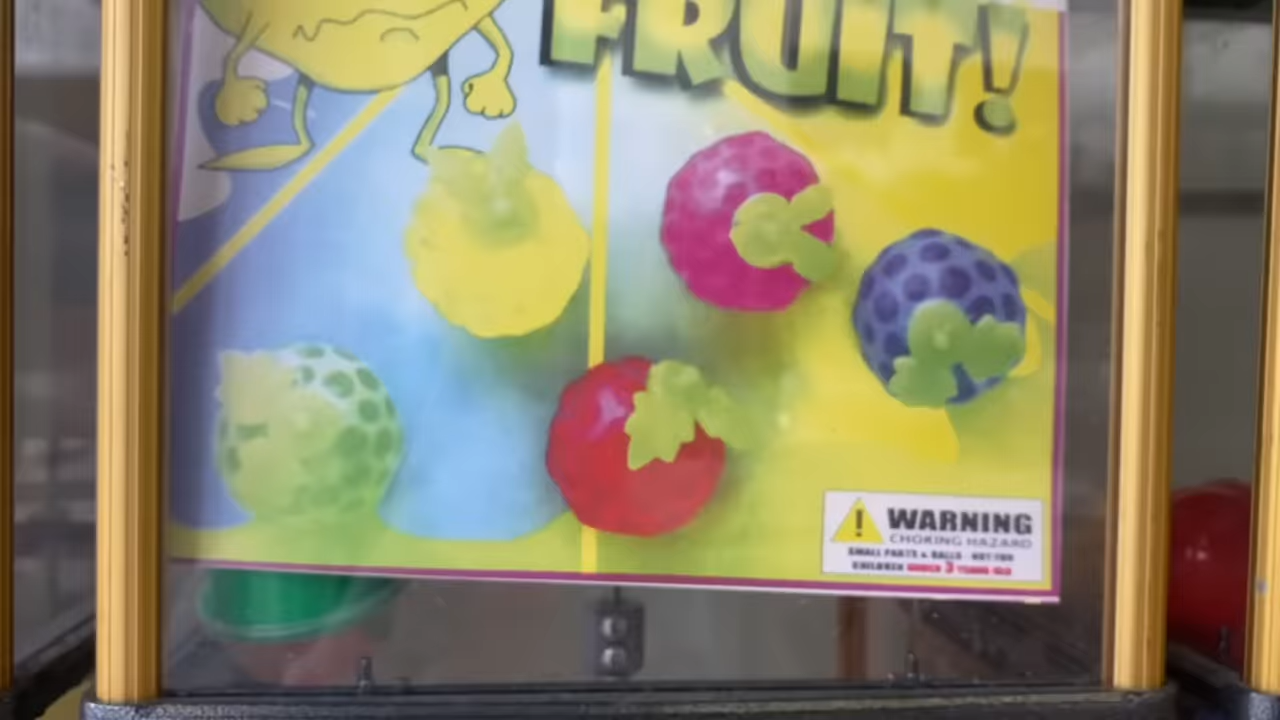 FRUIT!
WARNING
CHOKING HAZARD
SMALL PARTS & BALLS - NOT FOR
CHILDREN UNDER 3 YEARS OLD